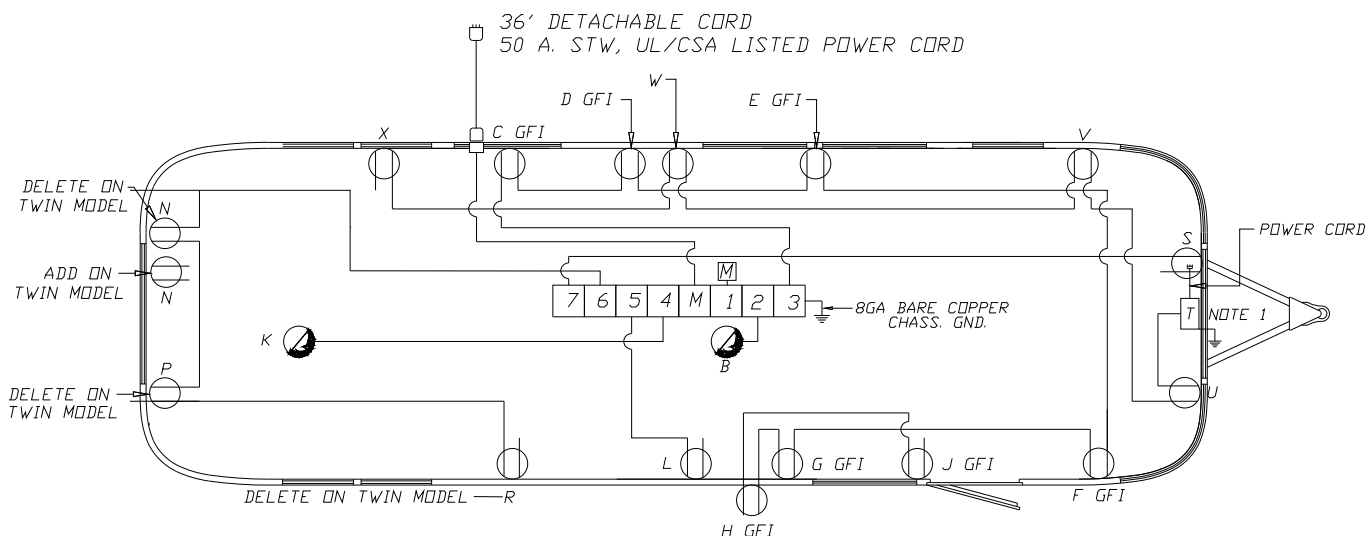 36' DETACHABLE CORD
50 A. STW, UL/CSA LISTED POWER CORD
W
D GFI
E GFI
X
C GFI
V
DELETE ON
TWIN MODEL
N
S
POWER CORD
ADD ON
TWIN MODEL
N
M
7 6 5 4 M 1 2 3
8GA BARE COPPER
CHASS. GND.
T
NOTE 1
K
B
P
DELETE ON
TWIN MODEL
U
L
G GFI
J GFI
F GFI
DELETE ON TWIN MODEL
R
H GFI